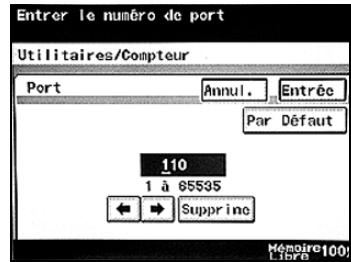 Entrer le numéro de port
Utilitaires/Compteur
Port Annul. Entrée
Par Défaut
110
1 à 65535
Supprime
Mémoire
Libre 100%